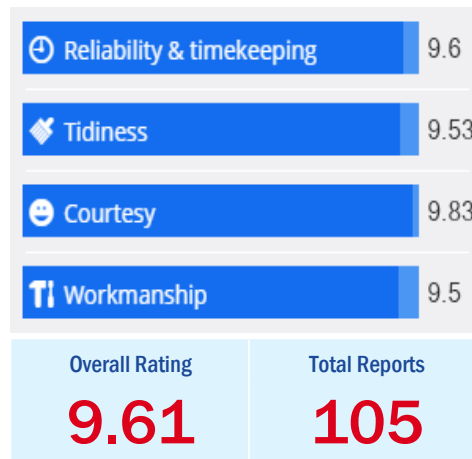 Reliability & timekeeping 9.6
Tidiness 9.53
Courtesy 9.83
Workmanship 9.5
Overall Rating Total Reports
9.61 105